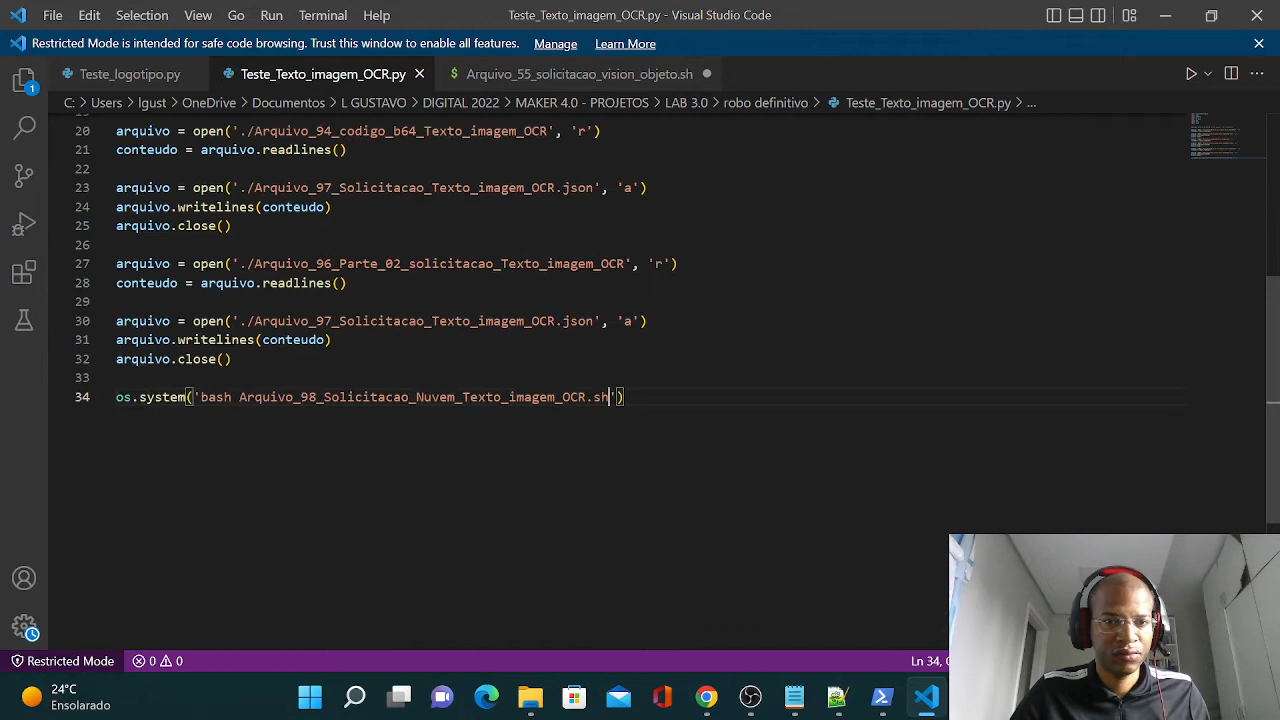 File Edit Selection View Go Run Terminal Help
Teste_Texto_imagem_OCR.py - Visual Studio Code
Restricted Mode is intended for safe code browsing. Trust this window to enable all features. Manage Learn More
1
Teste_logotipo.py
Teste_Texto_imagem_OCR.py
$ Arquivo_55_solicitacao_vision_objeto.sh
C: > Users > lgust > OneDrive > Documentos > L GUSTAVO > DIGITAL 2022 > MAKER 4.0 - PROJETOS > LAB 3.0 > robo definitivo > Teste_Texto_imagem_OCR.py > ...
20 arquivo = open('./Arquivo_94_codigo_b64_Texto_imagem_OCR', 'r')
21 conteudo = arquivo.readlines()
22
23 arquivo = open('./Arquivo_97_Solicitacao_Texto_imagem_OCR.json', 'a')
24 arquivo.writelines(conteudo)
25 arquivo.close()
26
27 arquivo = open('./Arquivo_96_Parte_02_solicitacao_Texto_imagem_OCR', 'r')
28 conteudo = arquivo.readlines()
29
30 arquivo = open('./Arquivo_97_Solicitacao_Texto_imagem_OCR.json', 'a')
31 arquivo.writelines(conteudo)
32 arquivo.close()
33
34 os.system('bash Arquivo_98_Solicitacao_Nuvem_Texto_imagem_OCR.sh')
Restricted Mode 0 0
Ln 34,
24°C
Ensolarado